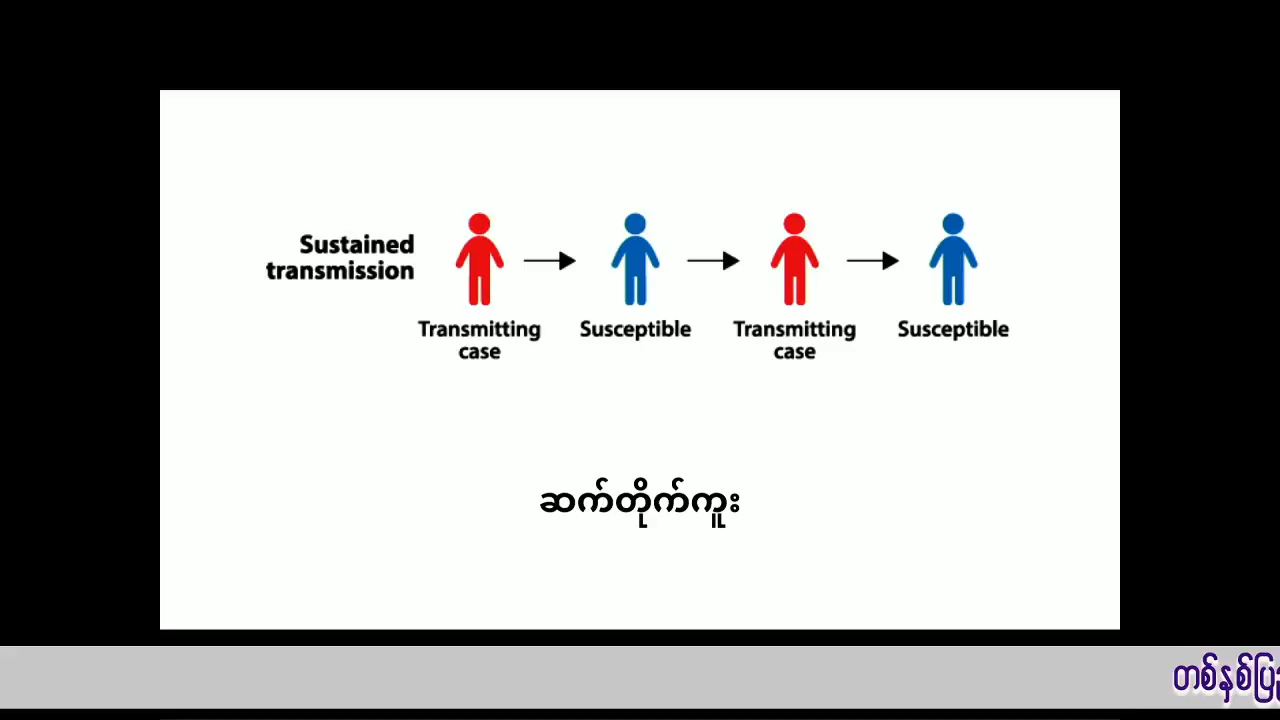 Sustained
transmission
Transmitting
case
Susceptible
Transmitting
case
Susceptible
ဆက်တိုက်ကူး